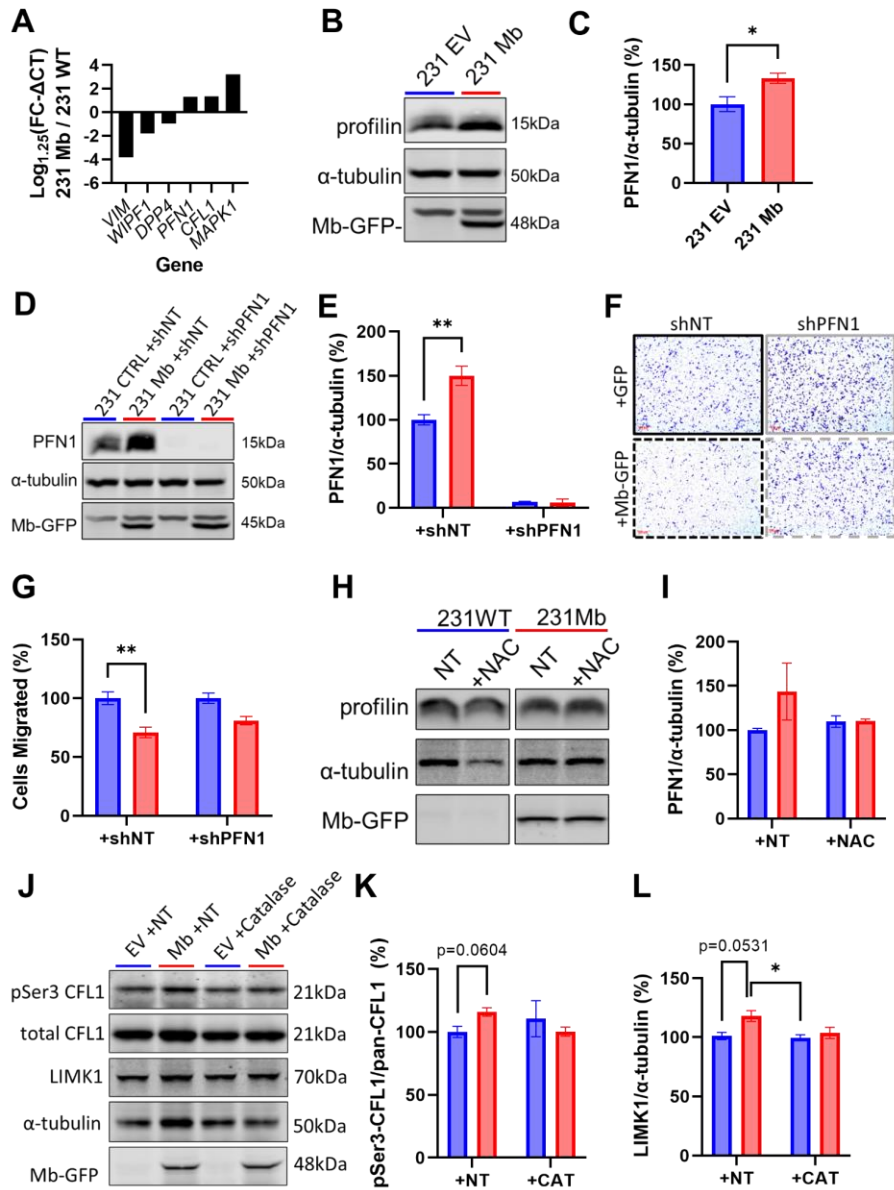 A
Log1.25(FC-ΔCT)
231 Mb / 231 WT
4
2
0
-2
-4
-6
VIM
WIPF1
DPP4
PFN1
CFL1
MAPK1
Gene
B
231 EV
231 Mb
profilin
15kDa
α-tubulin
50kDa
Mb-GFP-
48kDa
C
PFN1/α-tubulin (%)
200
150
100
50
0
*
231 EV
231 Mb
D
231 CTRL +shNT
231 Mb +shNT
231 CTRL +shPFN1
231 Mb +shPFN1
PFN1
15kDa
α-tubulin
50kDa
Mb-GFP
45kDa
E
PFN1/α-tubulin (%)
200
150
100
50
0
**
+shNT
+shPFN1
F
shNT
shPFN1
+GFP
+Mb-GFP
G
Cells Migrated (%)
150
100
50
0
**
+shNT
+shPFN1
H
231WT
231Mb
NT
+NAC
NT
+NAC
profilin
α-tubulin
Mb-GFP
I
PFN1/α-tubulin (%)
200
150
100
50
0
+NT
+NAC
J
EV +NT
Mb +NT
EV +Catalase
Mb +Catalase
pSer3 CFL1
21kDa
total CFL1
21kDa
LIMK1
70kDa
α-tubulin
50kDa
Mb-GFP
48kDa
K
pSer3-CFL1/pan-CFL1 (%)
150
100
50
0
p=0.0604
+NT
+CAT
L
LIMK1/α-tubulin (%)
150
100
50
0
p=0.0531
*
+NT
+CAT